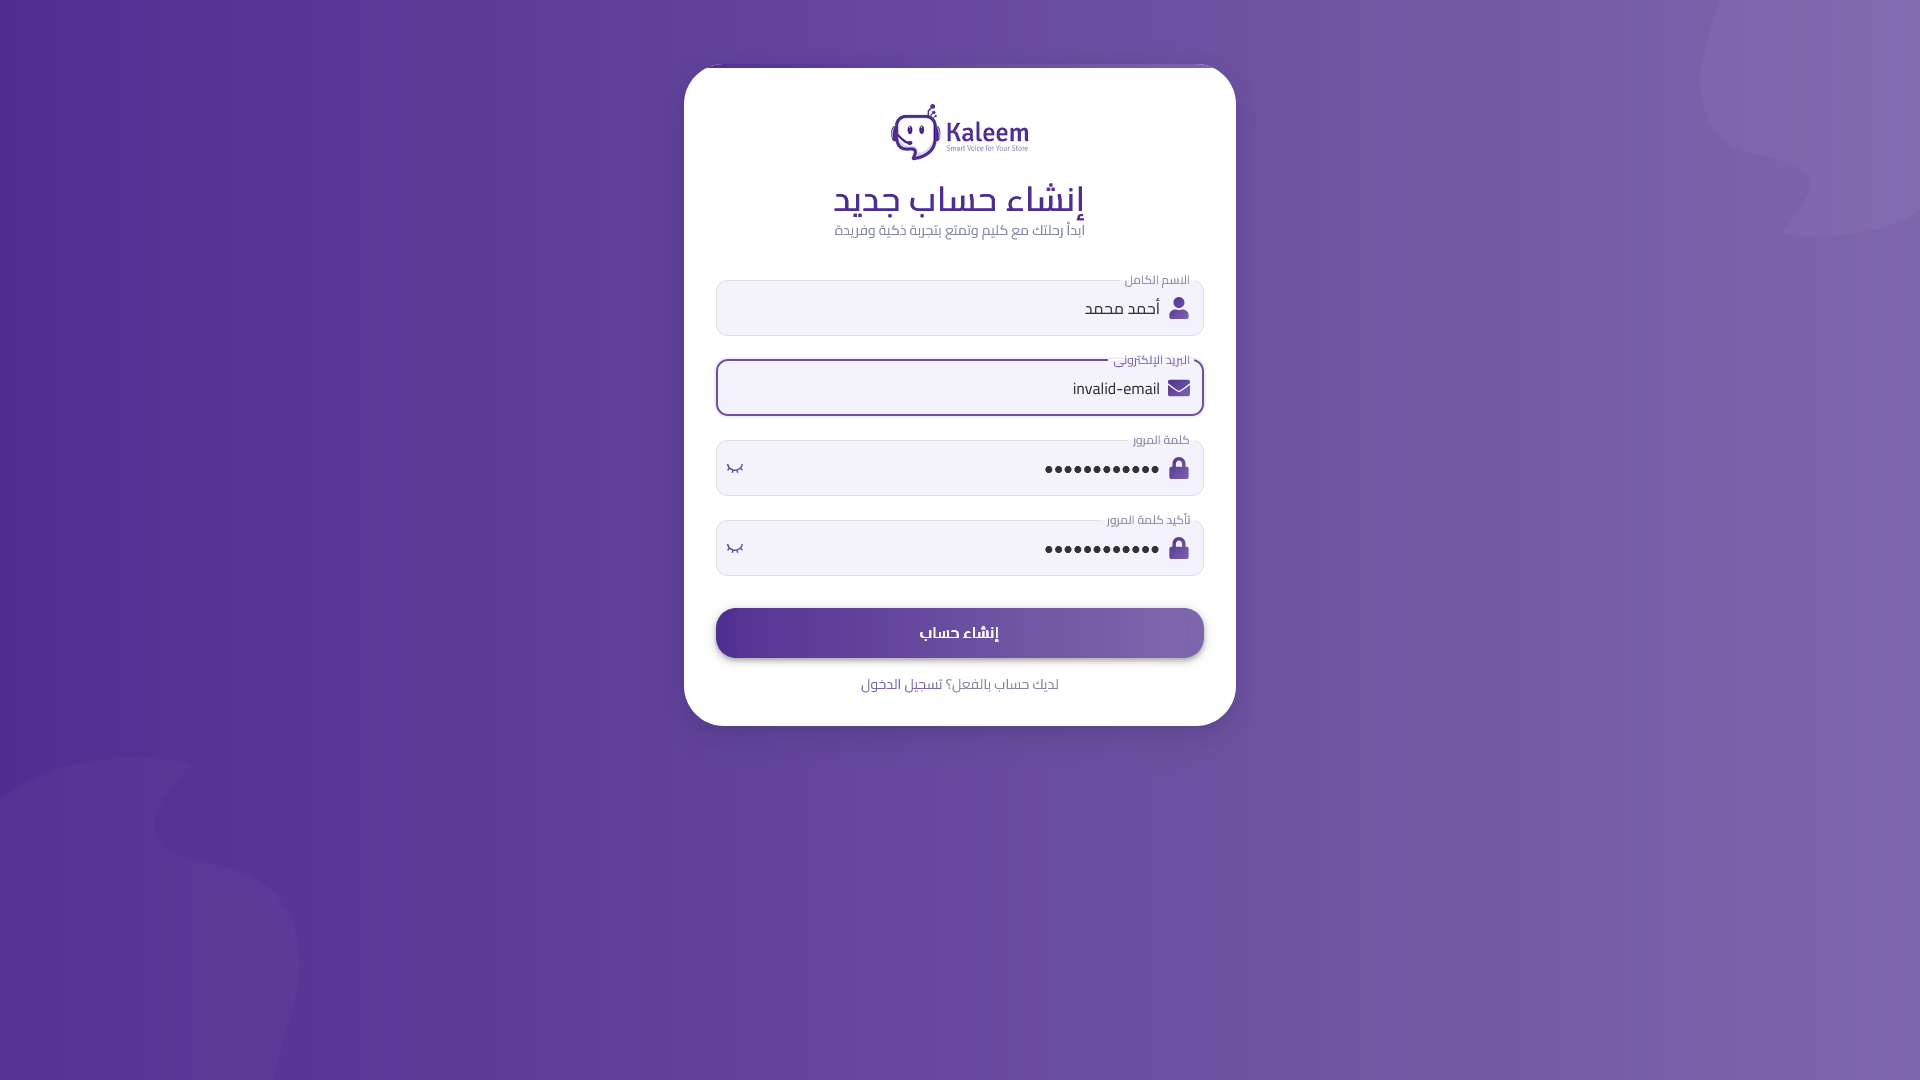 Kaleem
Smart Voice for Your Store
إنشاء حساب جديد
ابدأ رحلتك مع كليم وتمتع بتجربة ذكية وفريدة
الاسم الكامل
أحمد محمد
البريد الإلكتروني
invalid-email
كلمة المرور
••••••••••••
تأكيد كلمة المرور
••••••••••••
إنشاء حساب
لديك حساب بالفعل؟ تسجيل الدخول